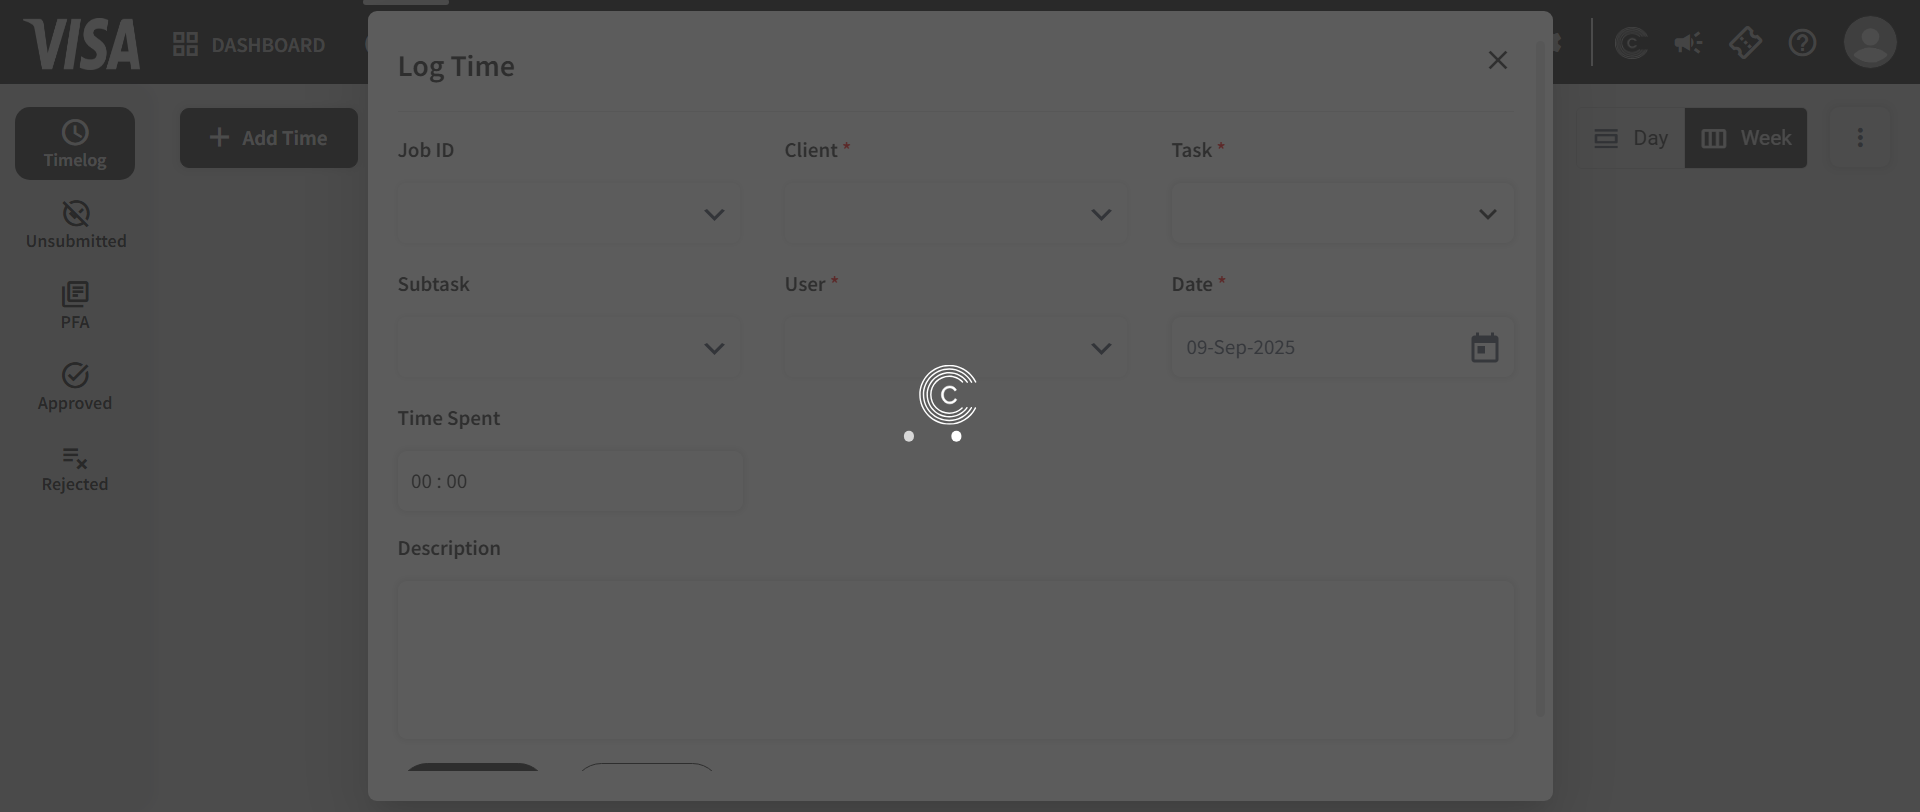 VISA
DASHBOARD
Log Time
Timelog
Add Time
Day
Week
Job ID
Client *
Task *
Unsubmitted
Subtask
User *
Date *
PFA
09-Sep-2025
C
Approved
Time Spent
Rejected
00 : 00
Description